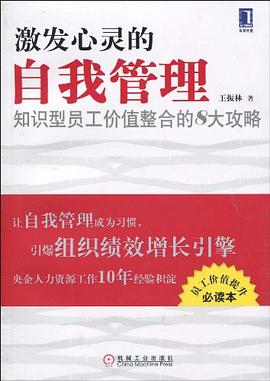 华章经管
激发心灵的
自我管理
知识型员工价值整合的8大攻略
王振林 著
让自我管理成为习惯，
引爆组织绩效增长引擎
央企人力资源工作10年经验积淀
员工价值提升
必读本
机械工业出版社
China Machine Press